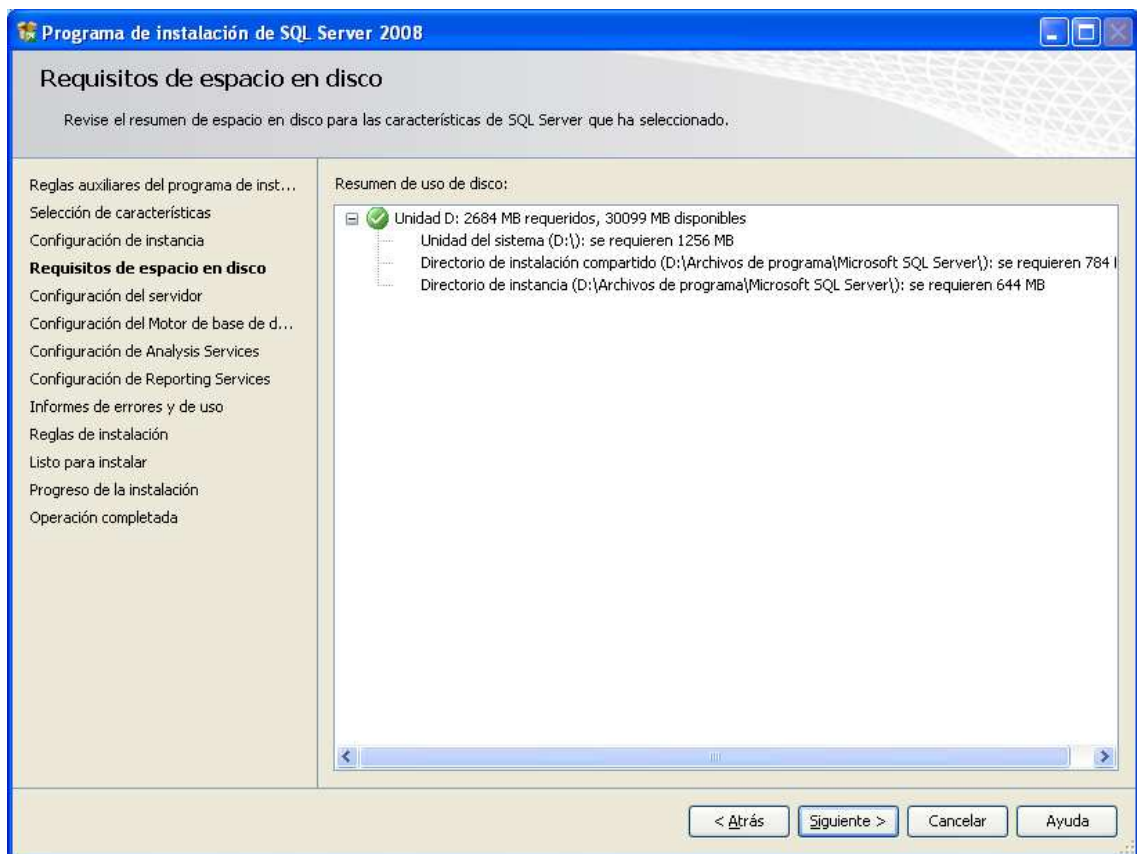 Programa de instalación de SQL Server 2008
Requisitos de espacio en disco
Revise el resumen de espacio en disco para las características de SQL Server que ha seleccionado.
Reglas auxiliares del programa de inst...
Selección de características
Configuración de instancia
Requisitos de espacio en disco
Configuración del servidor
Configuración del Motor de base de d...
Configuración de Analysis Services
Configuración de Reporting Services
Informes de errores y de uso
Reglas de instalación
Listo para instalar
Progreso de la instalación
Operación completada
Resumen de uso de disco:
Unidad D: 2684 MB requeridos, 30099 MB disponibles
Unidad del sistema (D:\): se requieren 1256 MB
Directorio de instalación compartido (D:\Archivos de programa\Microsoft SQL Server\): se requieren 784
Directorio de instancia (D:\Archivos de programa\Microsoft SQL Server\): se requieren 644 MB
< Atrás
Siguiente >
Cancelar
Ayuda